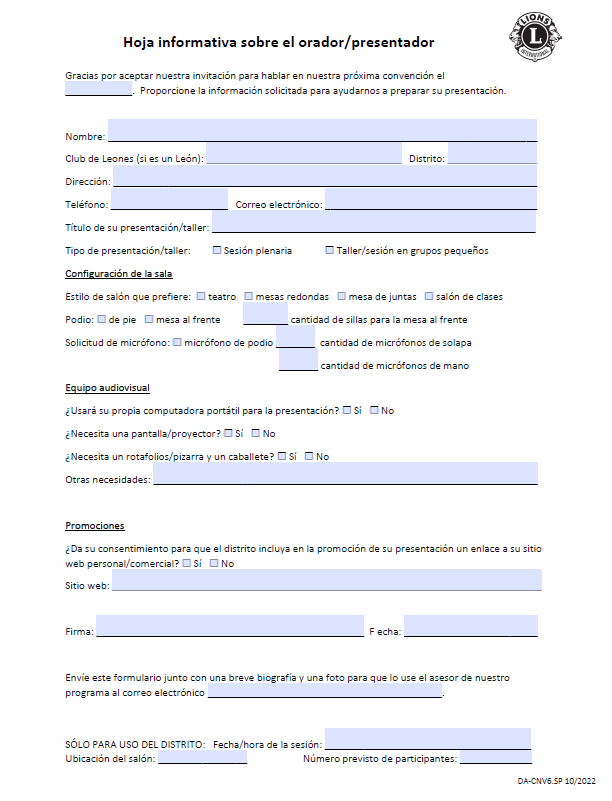 Hoja informativa sobre el orador/presentador
LIONS
L
INTERNATIONAL
Gracias por aceptar nuestra invitación para hablar en nuestra próxima convención el
. Proporcione la información solicitada para ayudarnos a preparar su presentación.
Nombre:
Club de Leones (si es un León): Distrito:
Dirección:
Teléfono: Correo electrónico:
Título de su presentación/taller:
Tipo de presentación/taller: ☐ Sesión plenaria ☐ Taller/sesión en grupos pequeños
Configuración de la sala
Estilo de salón que prefiere: ☐ teatro ☐ mesas redondas ☐ mesa de juntas ☐ salón de clases
Podio: ☐ de pie ☐ mesa al frente cantidad de sillas para la mesa al frente
Solicitud de micrófono: ☐ micrófono de podio cantidad de micrófonos de solapa
cantidad de micrófonos de mano
Equipo audiovisual
¿Usará su propia computadora portátil para la presentación? ☐ Sí ☐ No
¿Necesita una pantalla/proyector? ☐ Sí ☐ No
¿Necesita un rotafolios/pizarra y un caballete? ☐ Sí ☐ No
Otras necesidades:
Promociones
¿Da su consentimiento para que el distrito incluya en la promoción de su presentación un enlace a su sitio
web personal/comercial? ☐ Sí ☐ No
Sitio web:
Firma: F echa:
Envíe este formulario junto con una breve biografía y una foto para que lo use el asesor de nuestro
programa al correo electrónico .
SÓLO PARA USO DEL DISTRITO: Fecha/hora de la sesión:
Ubicación del salón: Número previsto de participantes:
DA-CNV6.SP 10/2022